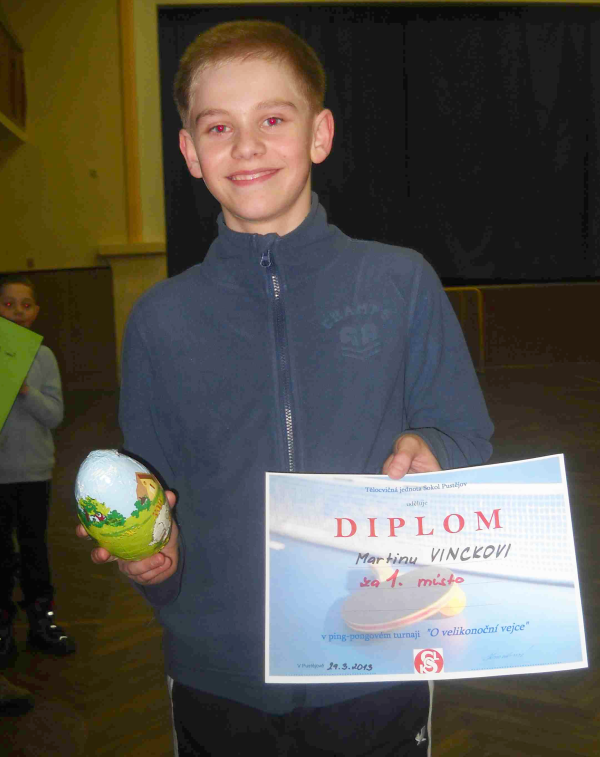 CHAMPS
Tělocvičná jednota Sokol Pustějov
uděluje
DIPLOM
Martinu VINCKOVI
za 1. místo
v ping-pongovém turnaji "O velikonoční vejce"
V Pustějově 29.3.2013